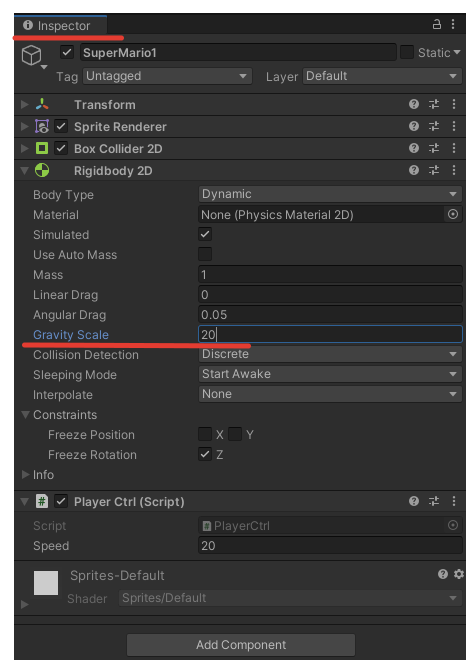 Inspector
SuperMario1 Static
Tag Untagged Layer Default
Transform
Sprite Renderer
Box Collider 2D
Rigidbody 2D
Body Type Dynamic
Material None (Physics Material 2D)
Simulated
Use Auto Mass
Mass 1
Linear Drag 0
Angular Drag 0.05
Gravity Scale 20
Collision Detection Discrete
Sleeping Mode Start Awake
Interpolate None
Constraints
Freeze Position X Y
Freeze Rotation Z
Info
# Player Ctrl (Script)
Script # PlayerCtrl
Speed 20
Sprites-Default
Shader Sprites/Default
Add Component